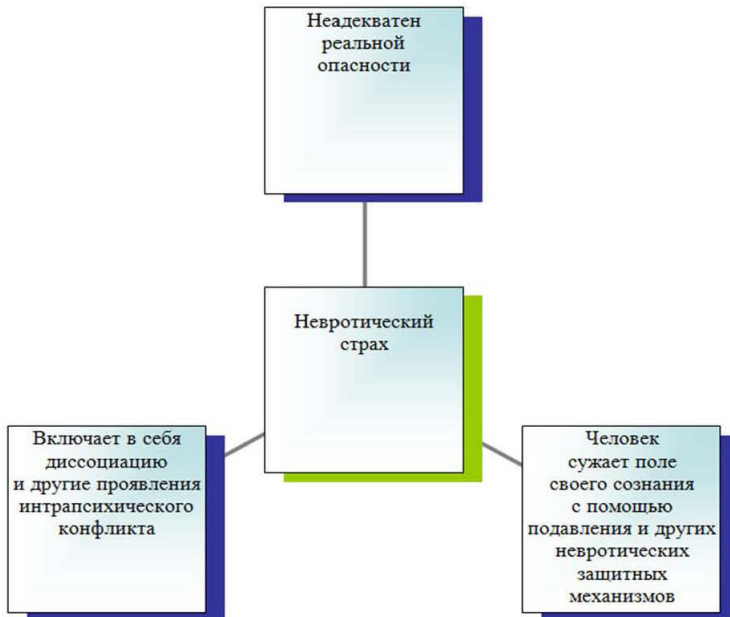 Неадекватен
реальной
опасности
Невротический
страх
Включает в себя
диссоциацию
и другие проявления
интрапсихического
конфликта
Человек
сужает поле
своего сознания
с помощью
подавления и других
невротических
защитных
механизмов